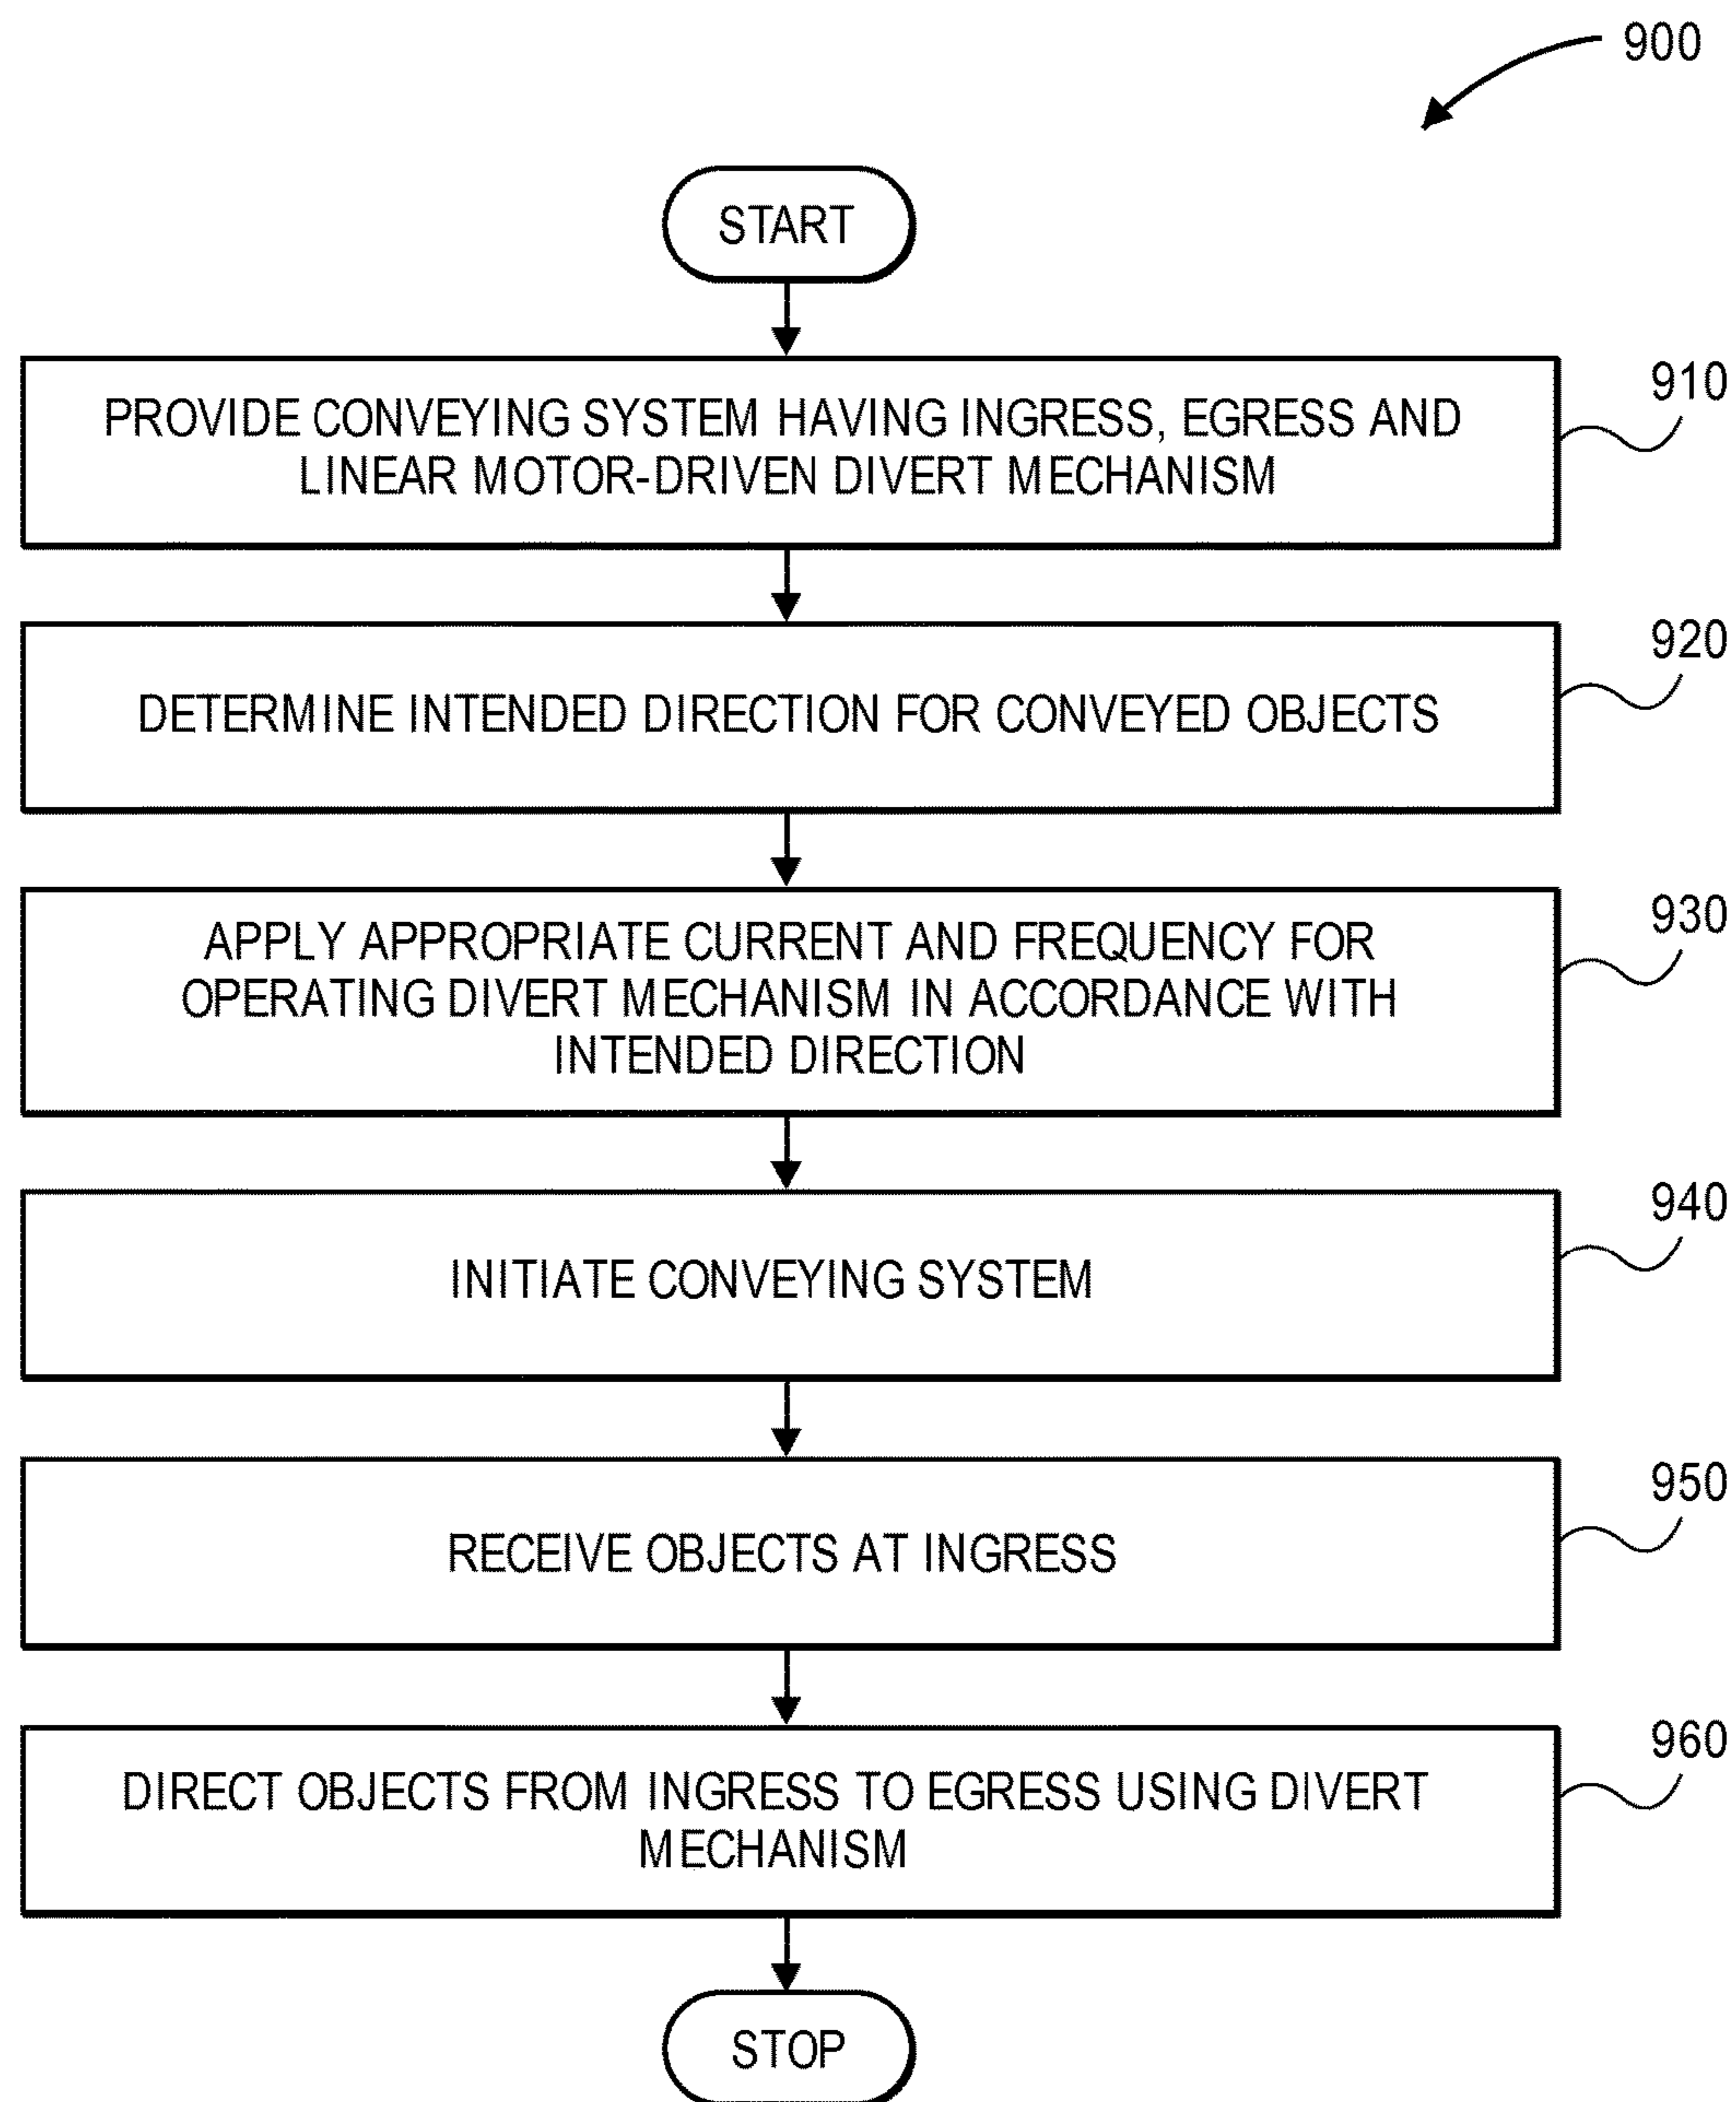 900
START
910
PROVIDE CONVEYING SYSTEM HAVING INGRESS, EGRESS AND
LINEAR MOTOR-DRIVEN DIVERT MECHANISM
920
DETERMINE INTENDED DIRECTION FOR CONVEYED OBJECTS
930
APPLY APPROPRIATE CURRENT AND FREQUENCY FOR
OPERATING DIVERT MECHANISM IN ACCORDANCE WITH
INTENDED DIRECTION
940
INITIATE CONVEYING SYSTEM
950
RECEIVE OBJECTS AT INGRESS
960
DIRECT OBJECTS FROM INGRESS TO EGRESS USING DIVERT
MECHANISM
STOP